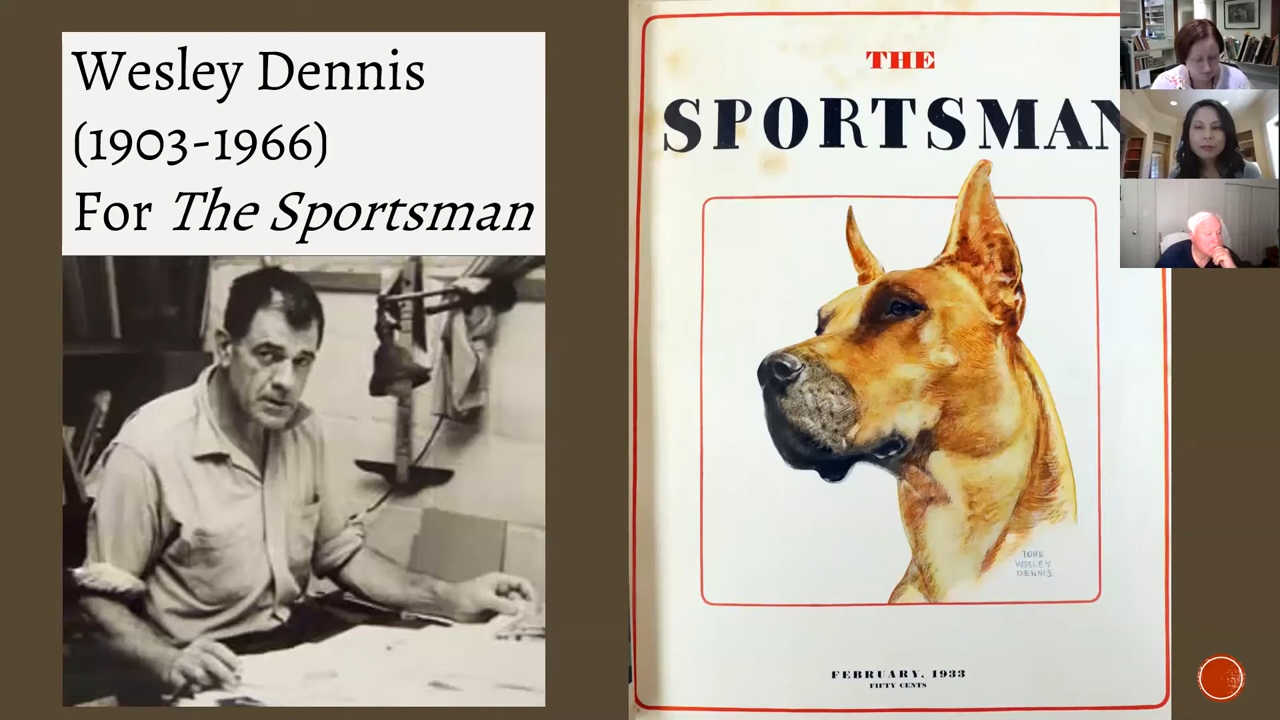 Wesley Dennis
(1903-1966)
For The Sportsman
THE
SPORTSMAN
JOHN
WESLEY
DENNIS
FEBRUARY, 1933
FIFTY CENTS